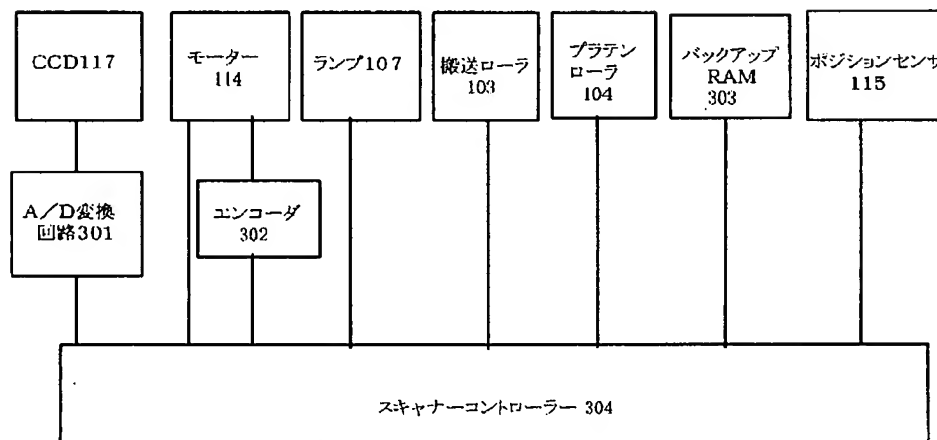 CCD117
モーター
114
ランプ107
搬送ローラ
103
プラテン
ローラ
104
バックアップ
RAM
303
ポジションセンサ
115
A／D変換
回路301
エンコーダ
302
スキャナーコントローラー 304